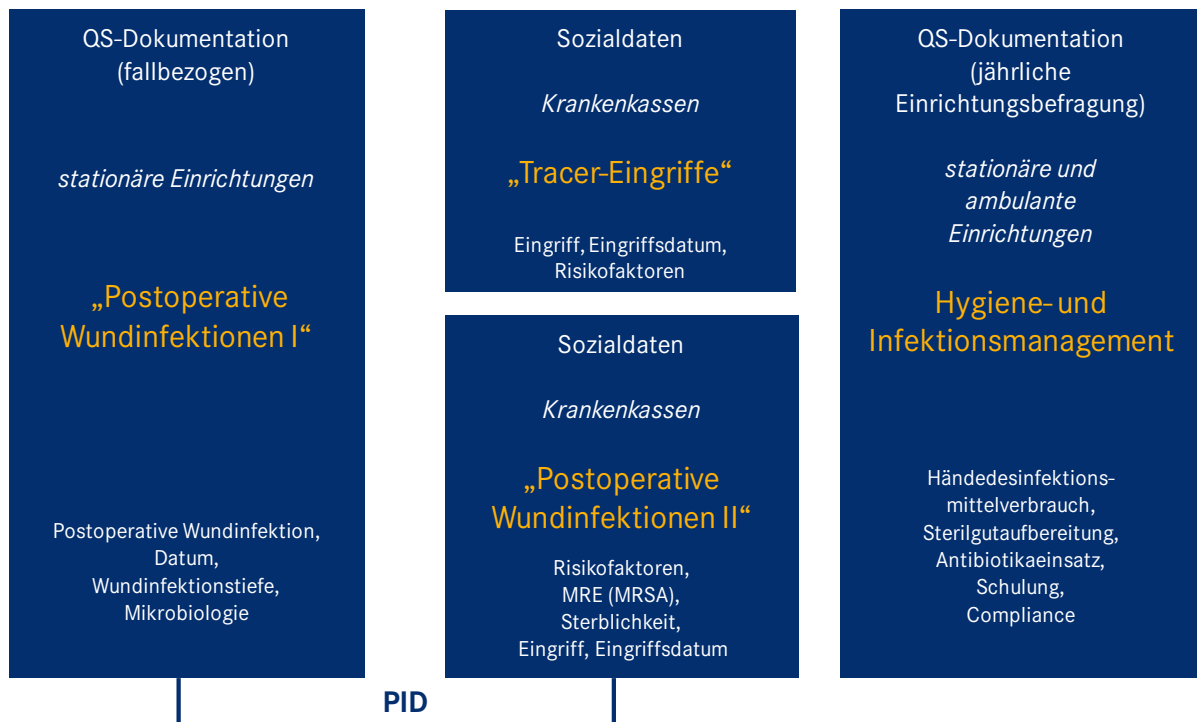 QS-Dokumentation
(fallbezogen)
stationäre Einrichtungen
„Postoperative
Wundinfektionen I“
Postoperative Wundinfektion,
Datum,
Wundinfektionstiefe,
Mikrobiologie
Sozialdaten
Krankenkassen
„Tracer-Eingriffe“
Eingriff, Eingriffsdatum,
Risikofaktoren
Sozialdaten
Krankenkassen
„Postoperative
Wundinfektionen II“
Risikofaktoren,
MRE (MRSA),
Sterblichkeit,
Eingriff, Eingriffsdatum
QS-Dokumentation
(jährliche
Einrichtungsbefragung)
stationäre und
ambulante
Einrichtungen
Hygiene- und
Infektionsmanagement
Händedesinfektions-
mittelverbrauch,
Sterilgutaufbereitung,
Antibiotikaeinsatz,
Schulung,
Compliance
PID